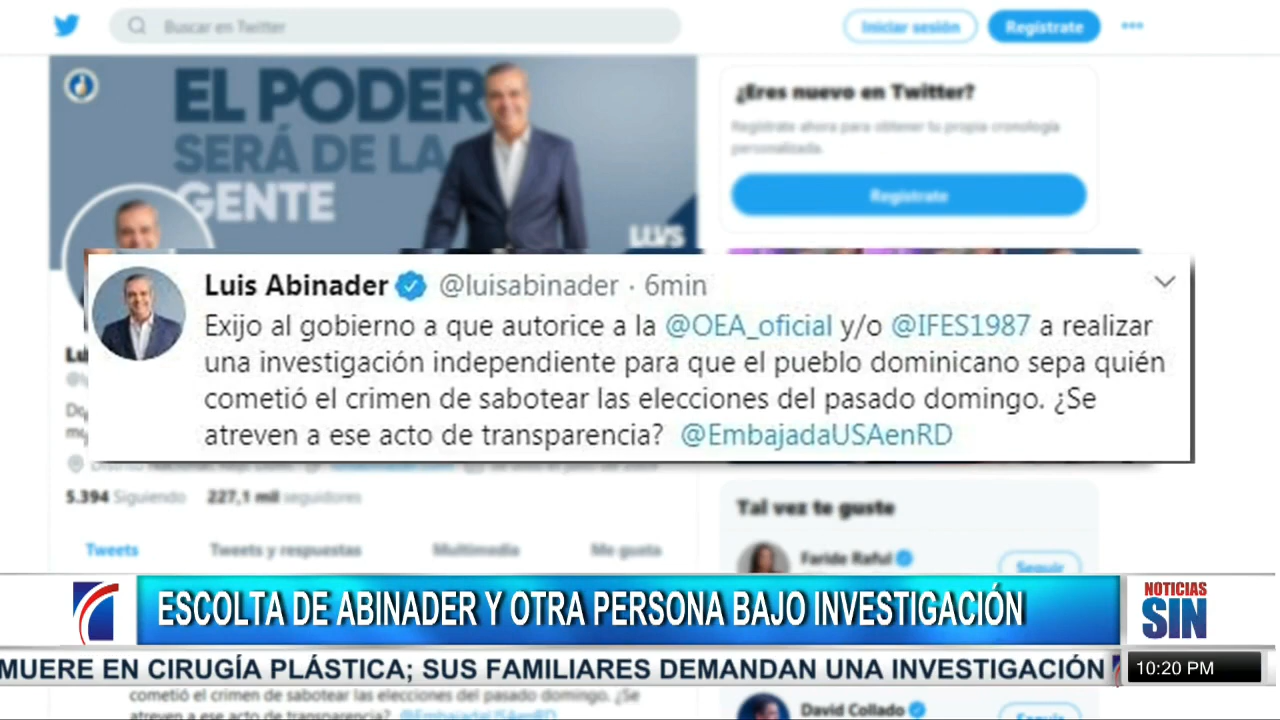 Buscar en Twitter
Iniciar sesión
Regístrate
EL PODER
SERÁ DE LA
GENTE
LUIS
¿Eres nuevo en Twitter?
Regístrate ahora para obtener tu propia cronología
personalizada.
Regístrate
Luis Abinader @luisabinader · 6min
Exijo al gobierno a que autorice a la @OEA_oficial y/o @IFES1987 a realizar
una investigación independiente para que el pueblo dominicano sepa quién
cometió el crimen de sabotear las elecciones del pasado domingo. ¿Se
atreven a ese acto de transparencia? @EmbajadaUSAenRD
5.394 Siguiendo 227,1 mil seguidores
Tweets Tweets y respuestas Multimedia Me gusta
Tal vez te guste
Faride Raful
Seguir
ESCOLTA DE ABINADER Y OTRA PERSONA BAJO INVESTIGACIÓN
NOTICIAS
SIN
MUERE EN CIRUGÍA PLÁSTICA; SUS FAMILIARES DEMANDAN UNA INVESTIGACIÓN
10:20 PM
cometió el crimen de sabotear las elecciones del pasado domingo. ¿Se
atreven a ese acto de transparencia? @EmbajadaUSAenRD
David Collado
Seguir